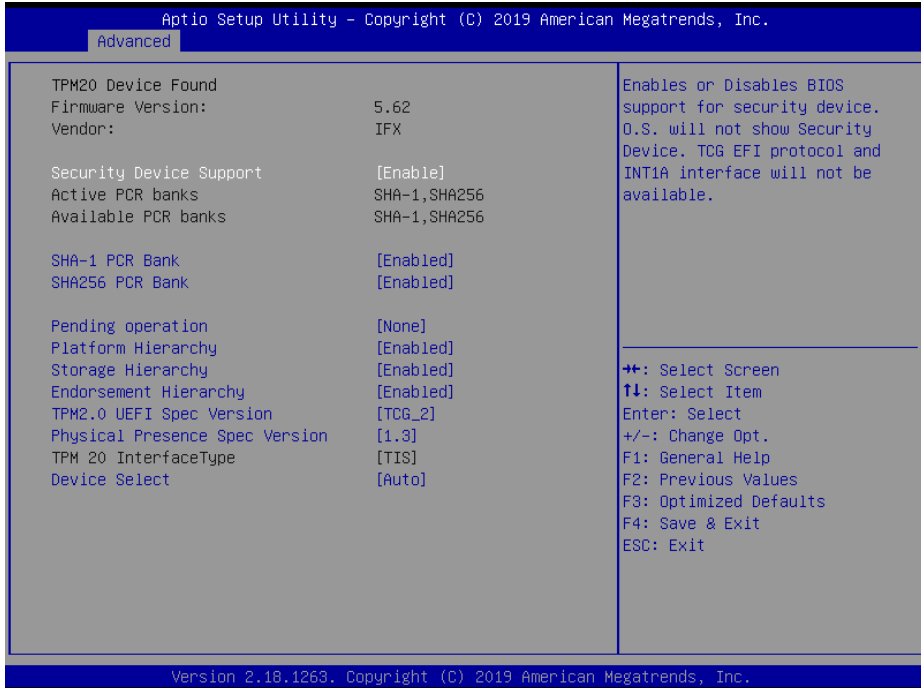 Aptio Setup Utility – Copyright (C) 2019 American Megatrends, Inc.
Advanced
TPM20 Device Found
Firmware Version: 5.62
Vendor: IFX
Security Device Support [Enable]
Active PCR banks SHA-1,SHA256
Available PCR banks SHA-1,SHA256
SHA-1 PCR Bank [Enabled]
SHA256 PCR Bank [Enabled]
Pending operation [None]
Platform Hierarchy [Enabled]
Storage Hierarchy [Enabled]
Endorsement Hierarchy [Enabled]
TPM2.0 UEFI Spec Version [TCG_2]
Physical Presence Spec Version [1.3]
TPM 20 InterfaceType [TIS]
Device Select [Auto]
Enables or Disables BIOS
support for security device.
O.S. will not show Security
Device. TCG EFI protocol and
INT1A interface will not be
available.
→←: Select Screen
↑↓: Select Item
Enter: Select
+/-: Change Opt.
F1: General Help
F2: Previous Values
F3: Optimized Defaults
F4: Save & Exit
ESC: Exit
Version 2.18.1263. Copyright (C) 2019 American Megatrends, Inc.